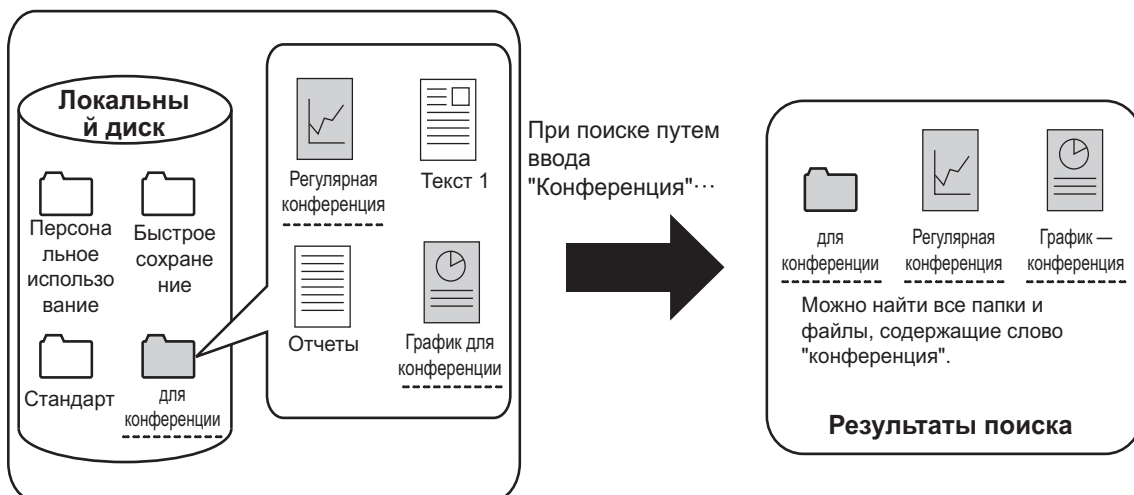 Локальны
й диск
Персона
льное
использо
вание
Быстрое
сохране
ние
Стандарт
для
конференции
Регулярная
конференция
Текст 1
Отчеты
График для
конференции
При поиске путем
ввода
"Конференция"···
для
конференции
Регулярная
конференция
График —
конференция
Можно найти все папки и
файлы, содержащие слово
"конференция".
Результаты поиска